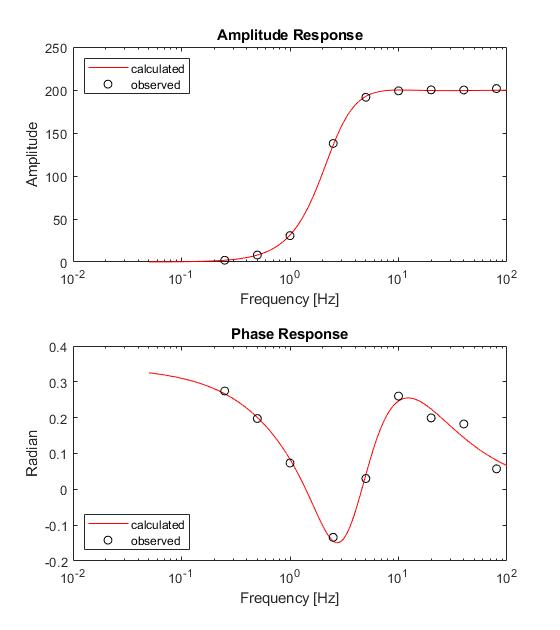 Amplitude Response
250
200
150
100
50
0
Amplitude
calculated
observed
10^-2
10^-1
10^0
10^1
10^2
Frequency [Hz]
Phase Response
0.4
0.3
0.2
0.1
0
-0.1
-0.2
Radian
calculated
observed
10^-2
10^-1
10^0
10^1
10^2
Frequency [Hz]